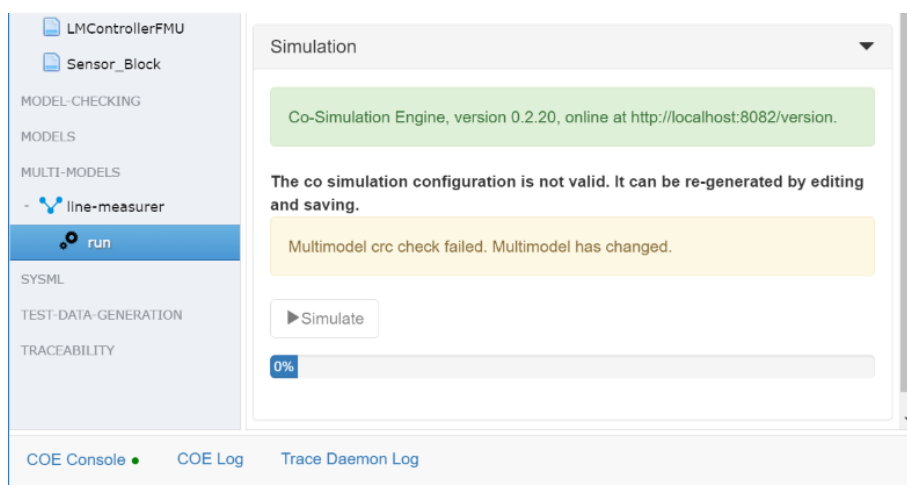 LMControllerFMU
Sensor_Block
MODEL-CHECKING
MODELS
MULTI-MODELS
- line-measurer
run
SYSML
TEST-DATA-GENERATION
TRACEABILITY
Simulation
Co-Simulation Engine, version 0.2.20, online at http://localhost:8082/version.
The co simulation configuration is not valid. It can be re-generated by editing
and saving.
Multimodel crc check failed. Multimodel has changed.
Simulate
0%
COE Console COE Log Trace Daemon Log